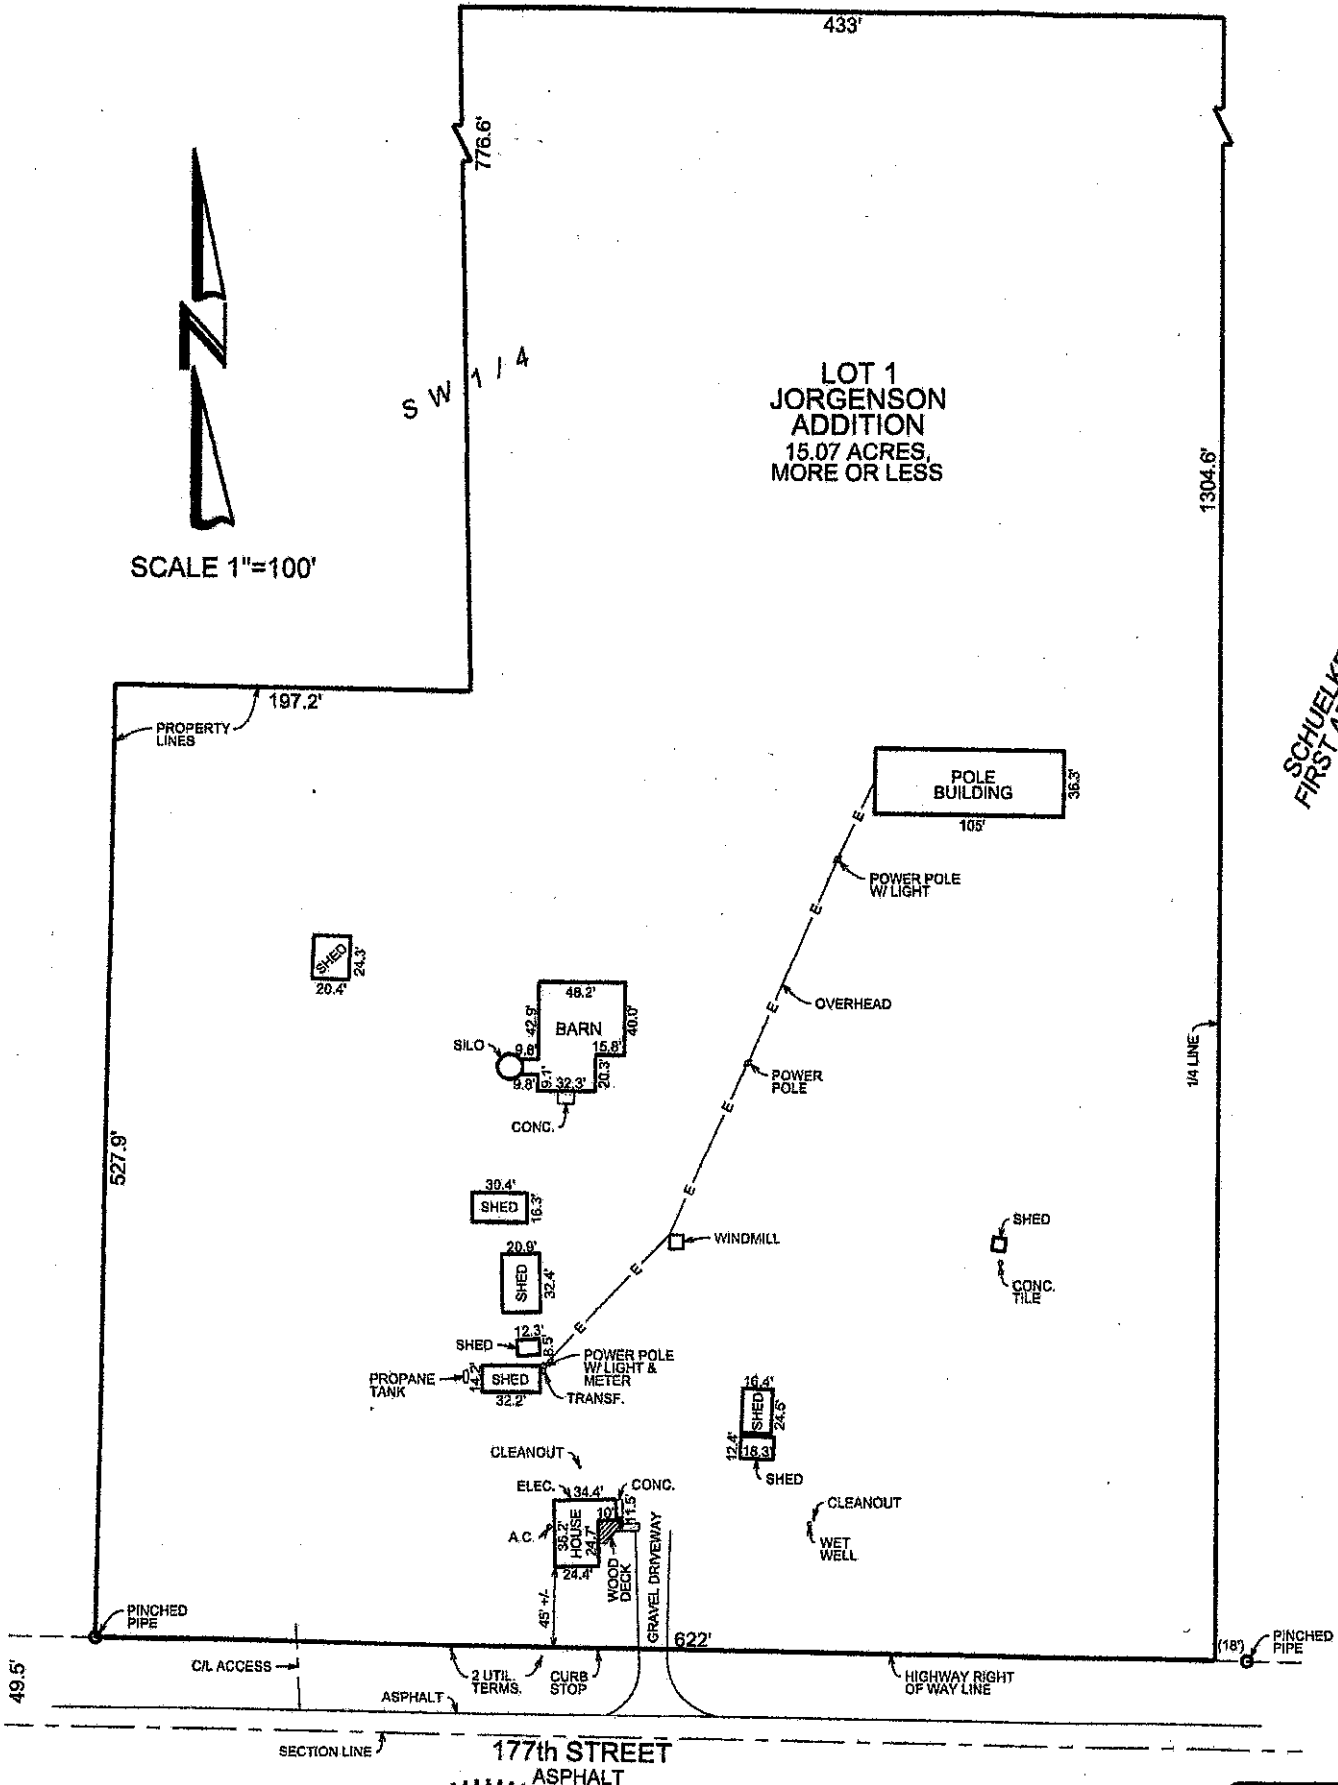 433'
776.6'
S W 1 / 4
LOT 1
JORGENSON
ADDITION
15.07 ACRES,
MORE OR LESS
1304.6'
N
SCALE 1"=100'
197.2'
PROPERTY
LINES
SCHUELKE
FIRST
POLE
BUILDING
36.3'
105'
POWER POLE
W/ LIGHT
E
E
SHED
24.3'
20.4'
48.2'
42.9'
BARN
40.0'
OVERHEAD
E
SILO
9.8'
15.8'
9.8'
9.1'
32.3'
20.3'
CONC.
POWER
POLE
1/4 LINE
E
527.9'
30.4'
SHED
16.3'
E
WINDMILL
SHED
CONC.
TILE
20.9'
SHED
32.4'
E
E
12.3'
SHED
8.5'
POWER POLE
W/ LIGHT &
METER
TRANSF.
PROPANE
TANK
14.2'
SHED
32.2'
16.4'
SHED
24.5'
12.4'
18.3'
SHED
CLEANOUT
ELEC.
34.4'
CONC.
11.5'
10'
A.C.
36.2'
HOUSE
24.7'
24.4'
WOOD
DECK
GRAVEL DRIVEWAY
CLEANOUT
WET
WELL
45' +/-
PINCHED
PIPE
622'
(18')
PINCHED
PIPE
49.5'
C/L ACCESS
2 UTIL.
TERMS.
CURB
STOP
HIGHWAY RIGHT
OF WAY LINE
ASPHALT
SECTION LINE
177th STREET
ASPHALT